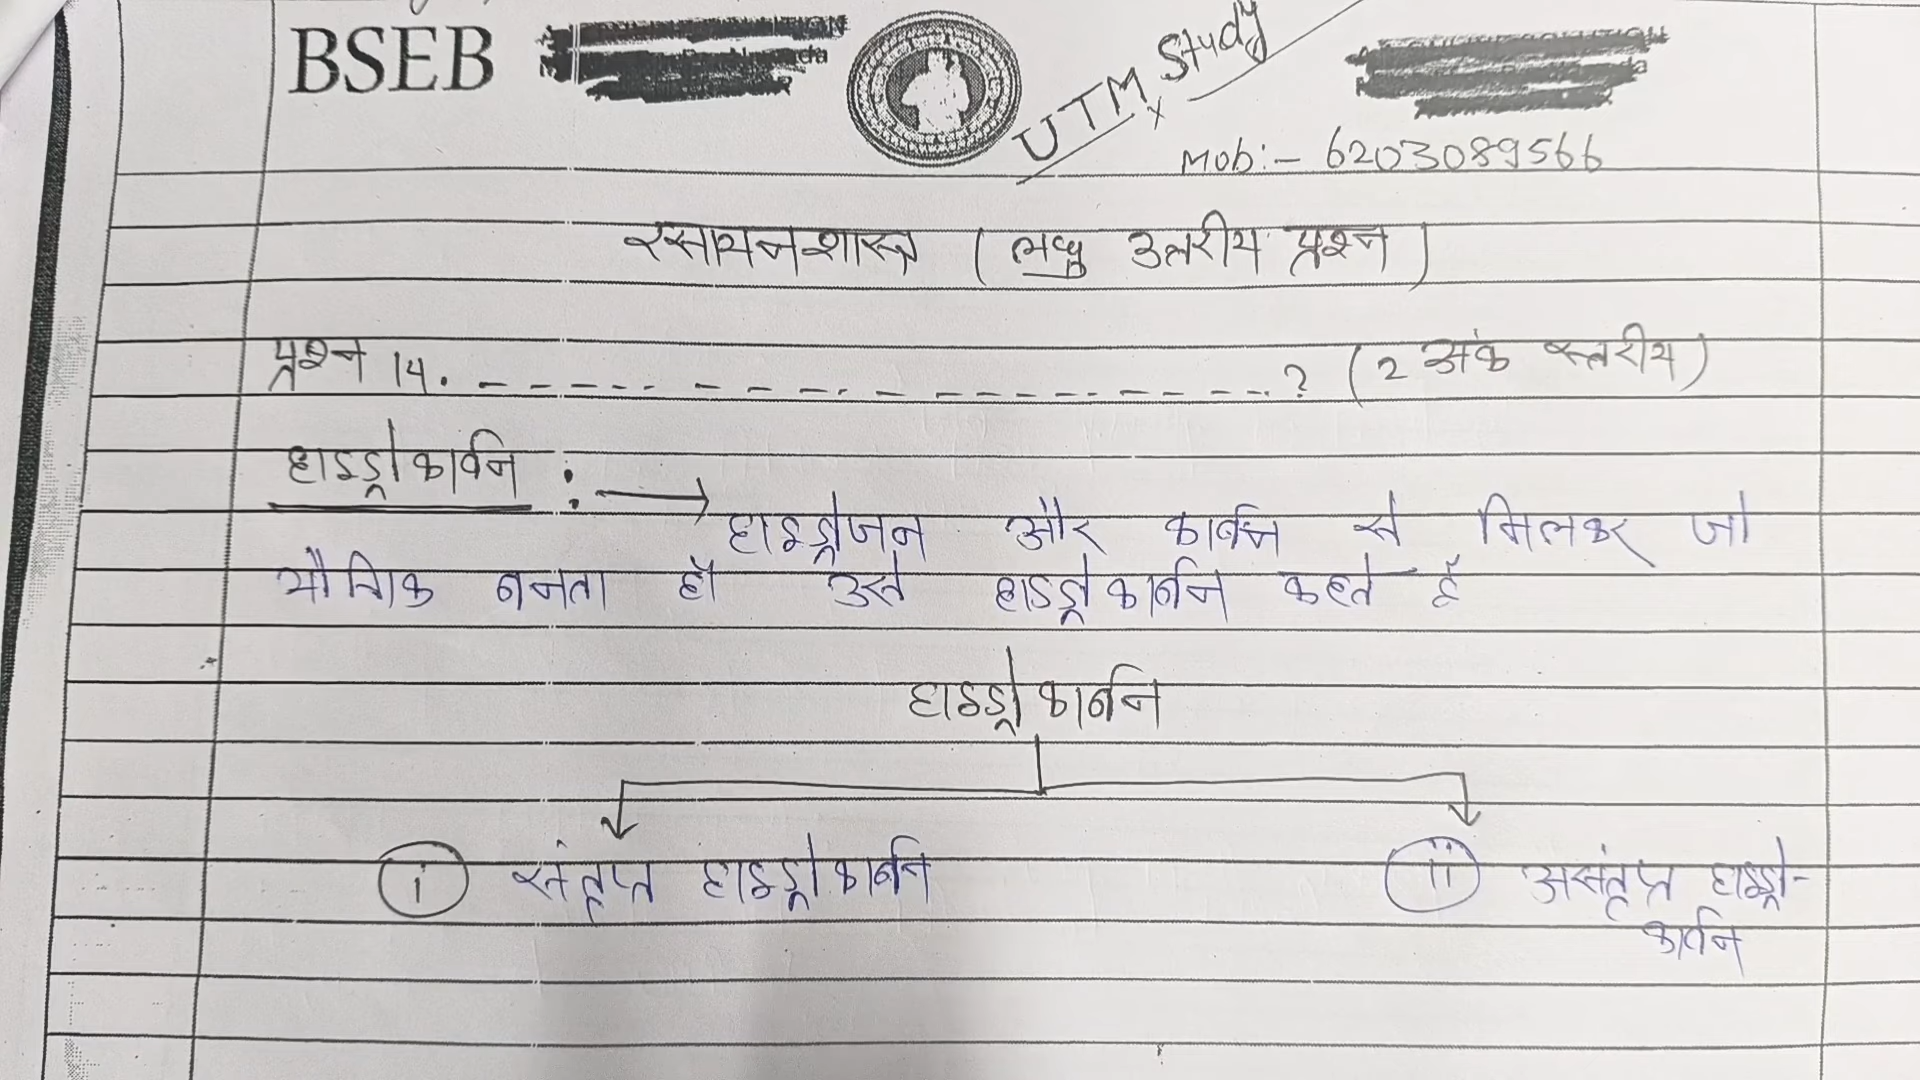 BSEB
UTM Study
Mob:- 6203089566
रसायनशास्त्र (लघु उत्तरीय प्रश्न)
प्रश्न 14. ? (2 अंक स्तरीय)
हाइड्रोकार्बन :→
हाइड्रोजन और कार्बन से मिलकर जो
यौगिक बनता हौ उसे हाइड्रोकार्बन कहते हैं
हाइड्रोकार्बन
i संतृप्त हाइड्रोकार्बन
ii असंतृप्त हाइड्रो-
कार्बन